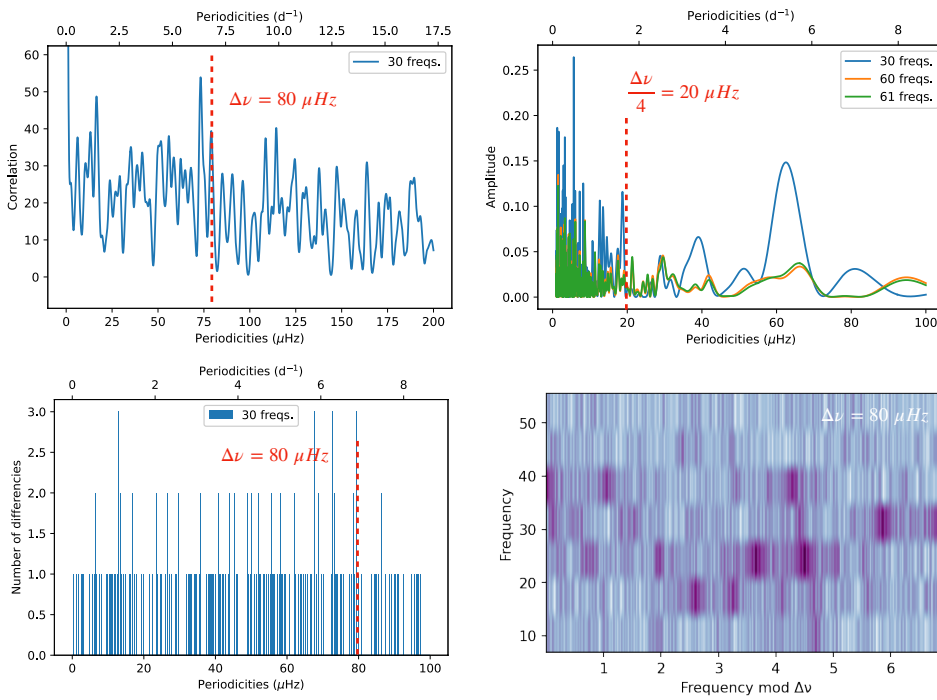 Periodicities (d⁻¹)
0.0 2.5 5.0 7.5 10.0 12.5 15.0 17.5
60
50
40
30
20
10
0
Correlation
30 freqs.
Δν = 80 μHz
0 25 50 75 100 125 150 175 200
Periodicities (μHz)
Periodicities (d⁻¹)
0 2 4 6 8
0.25
0.20
0.15
0.10
0.05
0.00
Amplitude
30 freqs.
60 freqs.
61 freqs.
Δν/4 = 20 μHz
0 20 40 60 80 100
Periodicities (μHz)
Periodicities (d⁻¹)
0 2 4 6 8
3.0
2.5
2.0
1.5
1.0
0.5
0.0
Number of differencies
30 freqs.
Δν = 80 μHz
0 20 40 60 80 100
Periodicities (μHz)
50
40
30
20
10
Frequency
Δν = 80 μHz
1 2 3 4 5 6
Frequency mod Δν